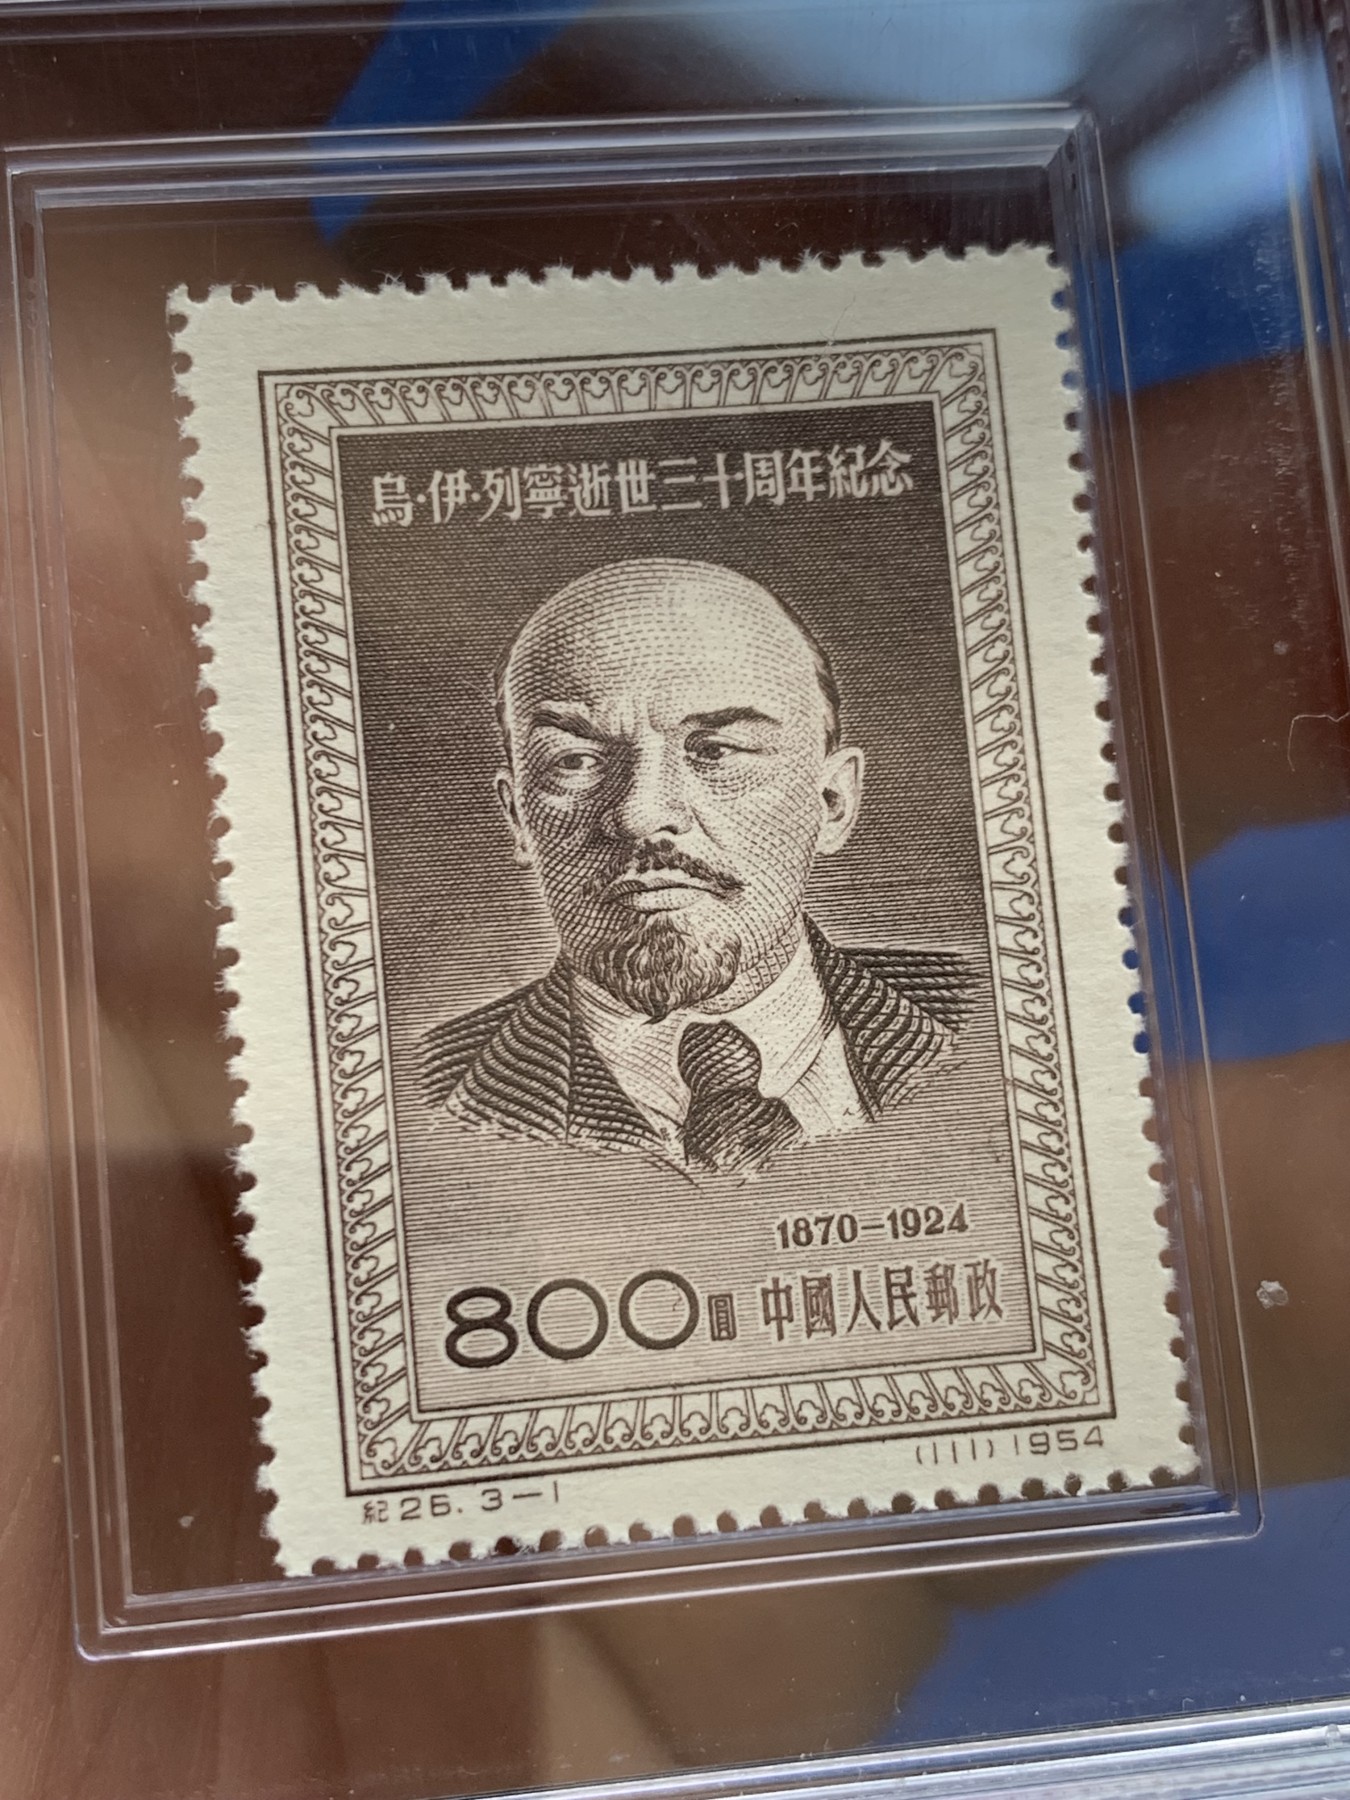 烏·伊·列寧逝世三十周年紀念
1870-1924
800圓 中國人民郵政
紀26.3-1 (111)1954